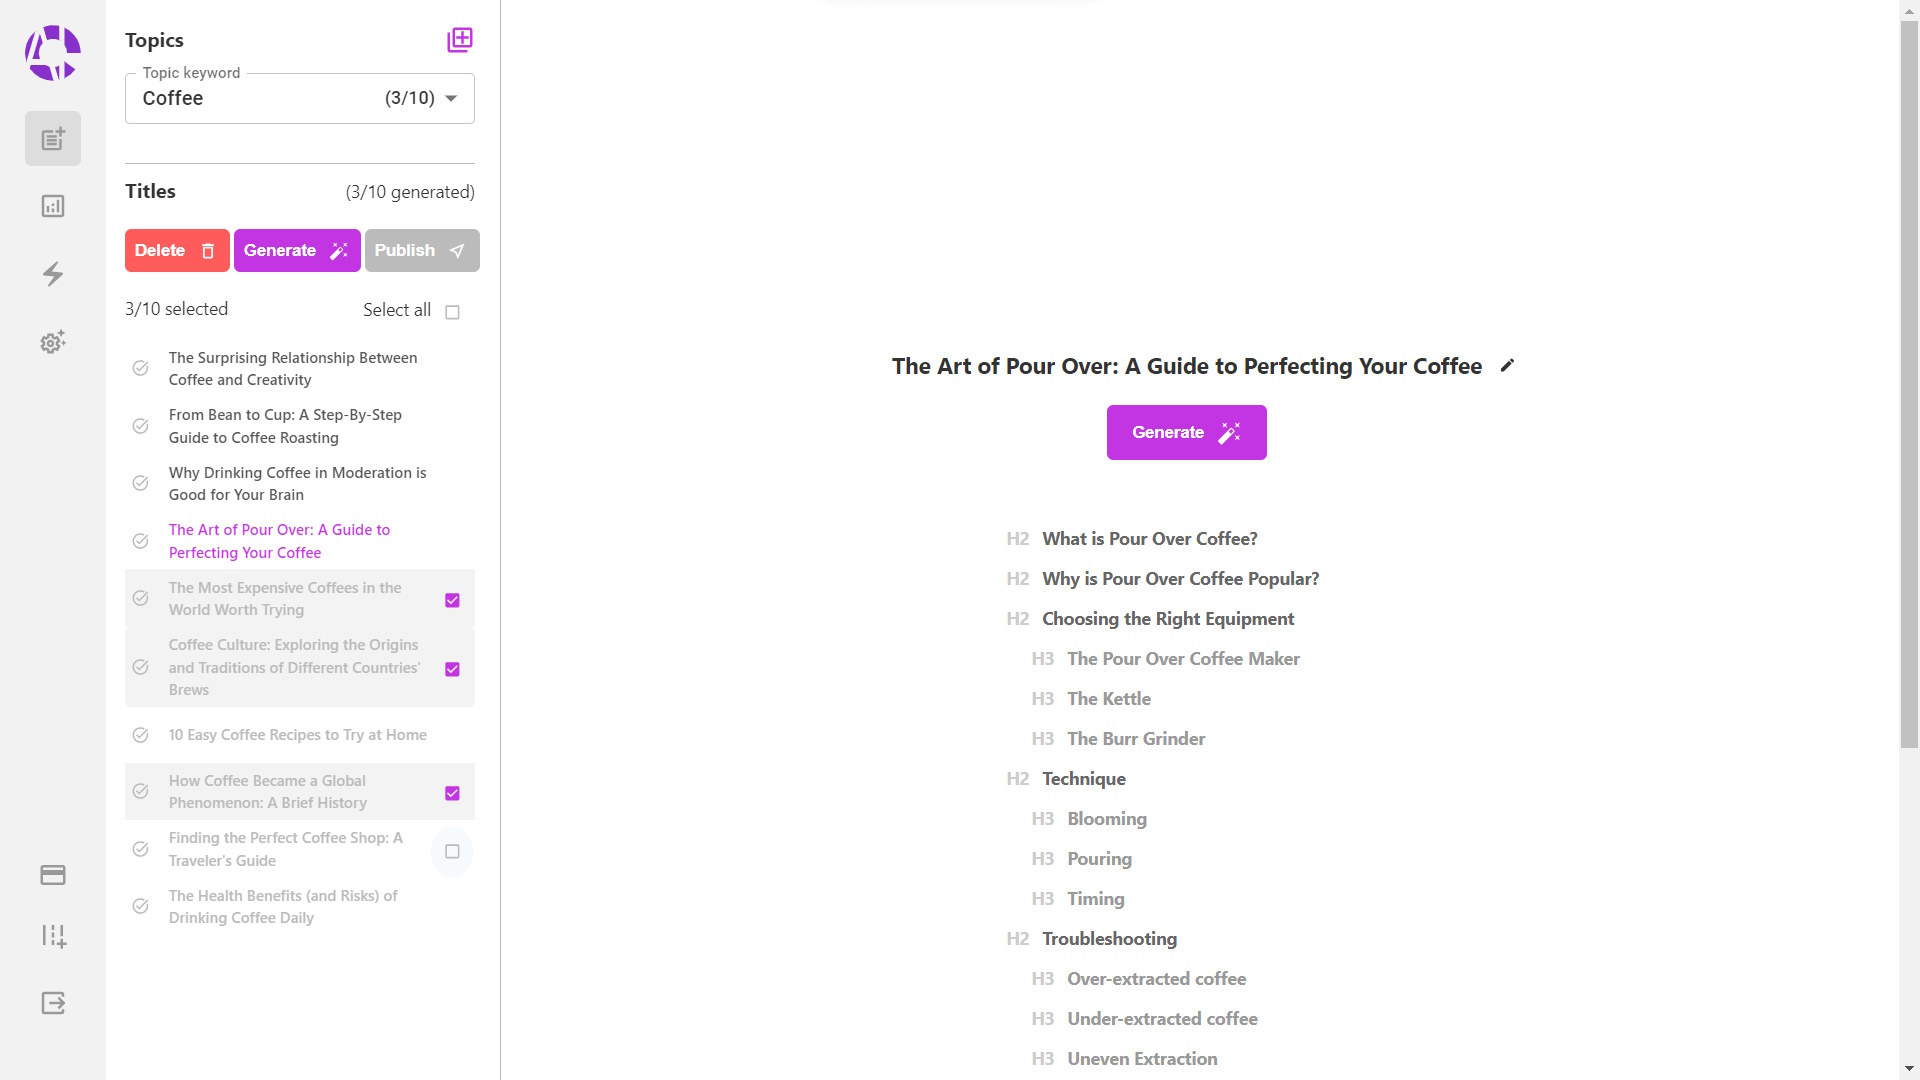 Topics
Topic keyword
Coffee (3/10)
Titles (3/10 generated)
Delete Generate Publish
3/10 selected Select all
The Surprising Relationship Between
Coffee and Creativity
From Bean to Cup: A Step-By-Step
Guide to Coffee Roasting
Why Drinking Coffee in Moderation is
Good for Your Brain
The Art of Pour Over: A Guide to
Perfecting Your Coffee
The Most Expensive Coffees in the
World Worth Trying
Coffee Culture: Exploring the Origins
and Traditions of Different Countries'
Brews
10 Easy Coffee Recipes to Try at Home
How Coffee Became a Global
Phenomenon: A Brief History
Finding the Perfect Coffee Shop: A
Traveler's Guide
The Health Benefits (and Risks) of
Drinking Coffee Daily
The Art of Pour Over: A Guide to Perfecting Your Coffee
Generate
H2 What is Pour Over Coffee?
H2 Why is Pour Over Coffee Popular?
H2 Choosing the Right Equipment
H3 The Pour Over Coffee Maker
H3 The Kettle
H3 The Burr Grinder
H2 Technique
H3 Blooming
H3 Pouring
H3 Timing
H2 Troubleshooting
H3 Over-extracted coffee
H3 Under-extracted coffee
H3 Uneven Extraction